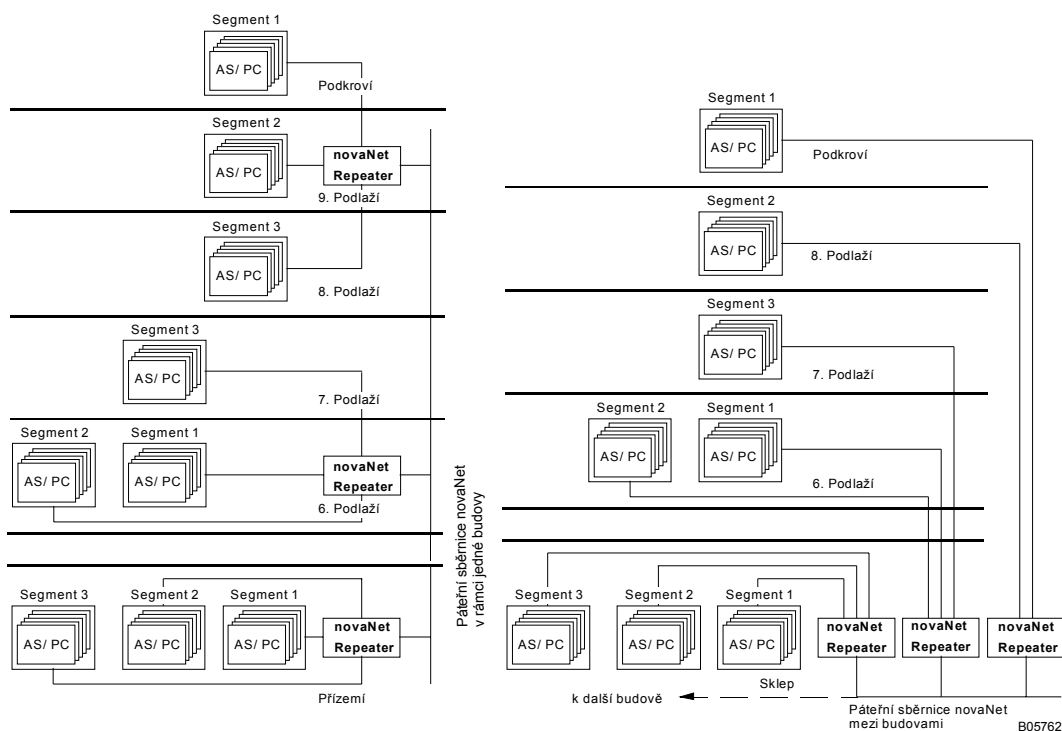 Segment 1
AS/ PC
Podkroví
Segment 2
AS/ PC
novaNet
Repeater
9. Podlaží
Segment 3
AS/ PC
8. Podlaží
Segment 3
AS/ PC
7. Podlaží
Segment 2
Segment 1
AS/ PC
AS/ PC
novaNet
Repeater
6. Podlaží
Segment 3
Segment 2
Segment 1
AS/ PC
AS/ PC
AS/ PC
novaNet
Repeater
Přízemí
Páteřní sběrnice novaNet
v rámci jedné budovy
Segment 1
AS/ PC
Podkroví
Segment 2
AS/ PC
8. Podlaží
Segment 3
AS/ PC
7. Podlaží
Segment 2
Segment 1
AS/ PC
AS/ PC
6. Podlaží
Segment 3
Segment 2
Segment 1
AS/ PC
AS/ PC
AS/ PC
novaNet
Repeater
novaNet
Repeater
novaNet
Repeater
Sklep
k další budově
Páteřní sběrnice novaNet
mezi budovami
B05762